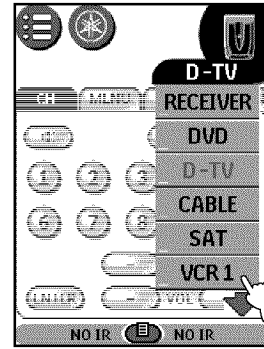 D-TV
CH MENU RECEIVER
DVD
1 2 3 D-TV
CABLE
6 7 8 SAT
VCR 1
ENTER - VOL
NO IR NO IR